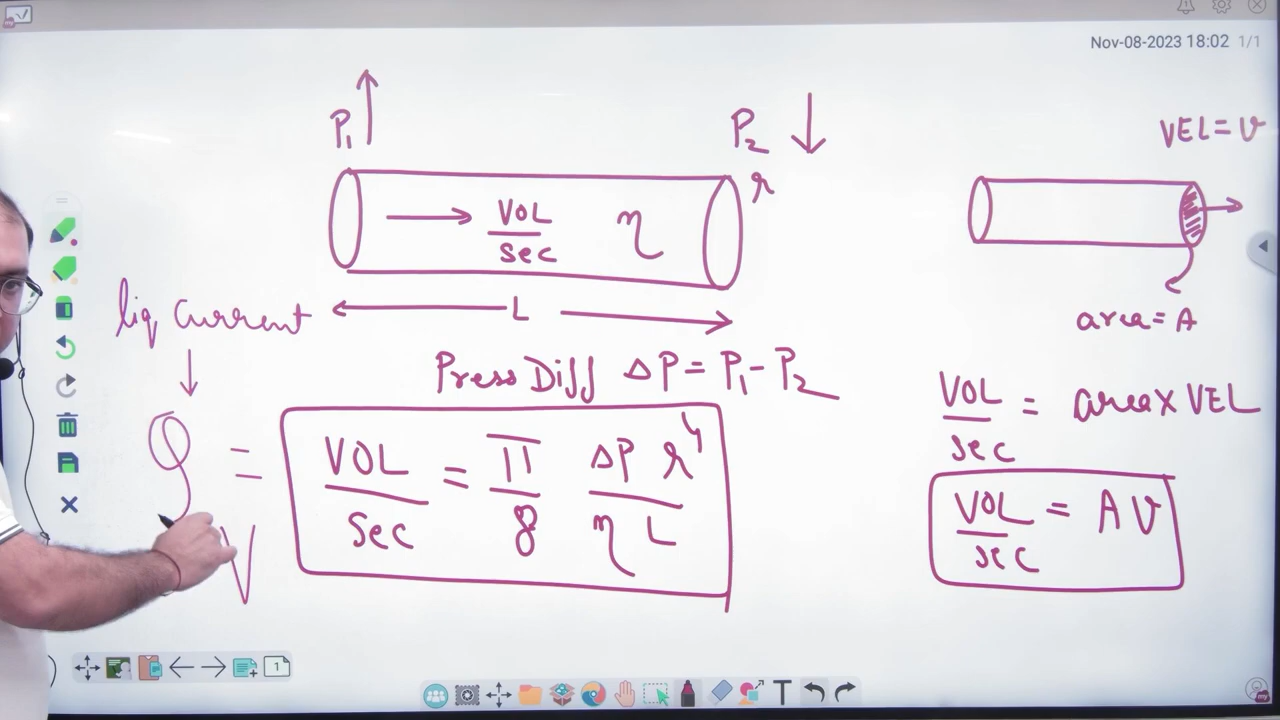 Nov-08-2023 18:02 1/1
P₁ ↑
P₂ ↓
r
VOL/sec η
L
liq current
Press Diff ΔP = P₁ - P₂
Q = VOL/sec = π/8 ΔP r⁴/η L
V
VEL = v
area = A
VOL/sec = area x VEL
VOL/sec = A v
1
T